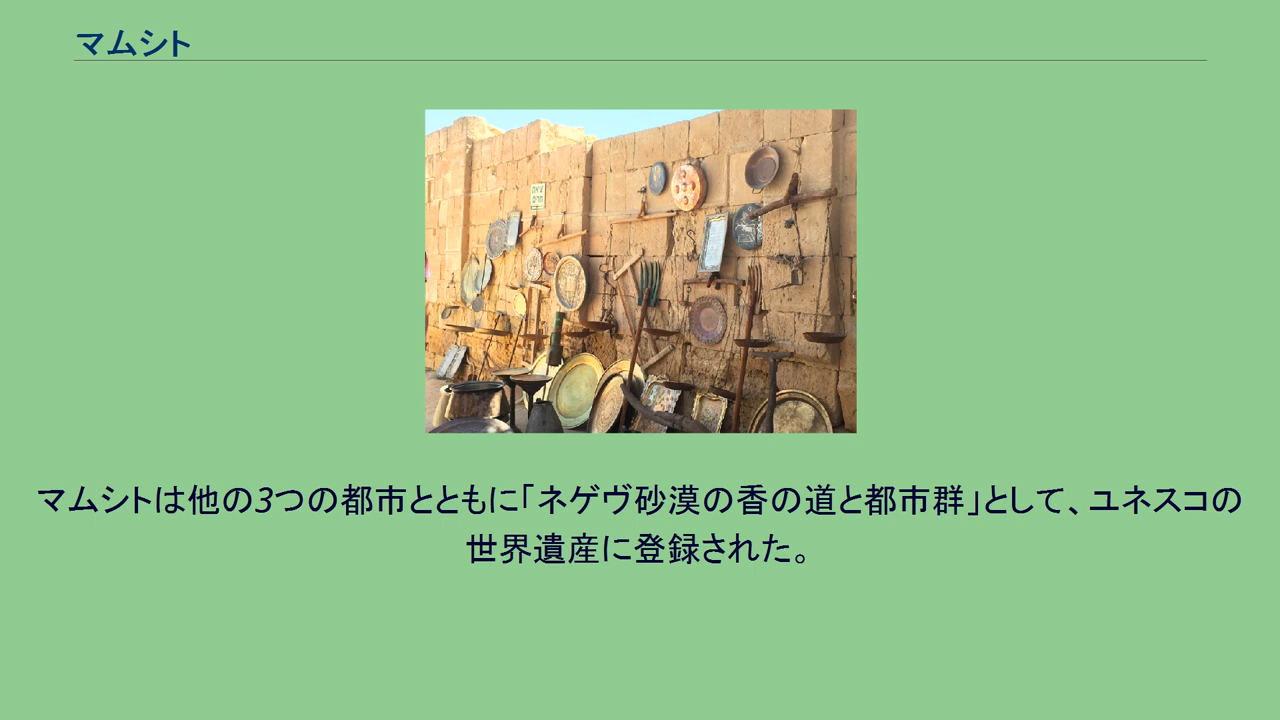 マムシト
マムシトは他の3つの都市とともに「ネゲヴ砂漠の香の道と都市群」として、ユネスコの
世界遺産に登録された。